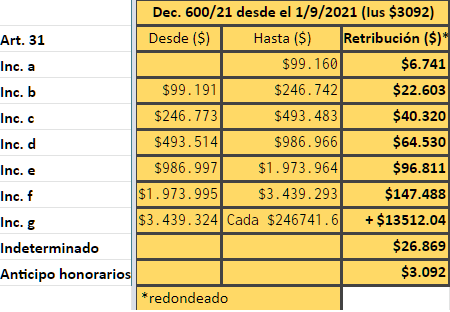 Dec. 600/21 desde el 1/9/2021 (Ius $3092)
Art. 31 Desde ($) Hasta ($) Retribución ($)*
Inc. a $99.160 $6.741
Inc. b $99.191 $246.742 $22.603
Inc. c $246.773 $493.483 $40.320
Inc. d $493.514 $986.966 $64.530
Inc. e $986.997 $1.973.964 $96.811
Inc. f $1.973.995 $3.439.293 $147.488
Inc. g $3.439.324 Cada $246741.6 + $13512.04
Indeterminado $26.869
Anticipo honorarios $3.092
*redondeado